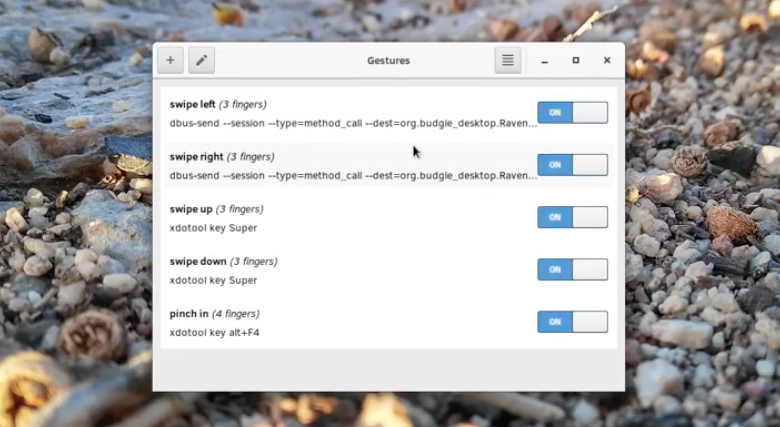 Gestures
swipe left (3 fingers)
dbus-send --session --type=method_call --dest=org.budgie_desktop.Raven...
ON
swipe right (3 fingers)
dbus-send --session --type=method_call --dest=org.budgie_desktop.Raven...
ON
swipe up (3 fingers)
xdotool key Super
ON
swipe down (3 fingers)
xdotool key Super
ON
pinch in (4 fingers)
xdotool key alt+F4
ON